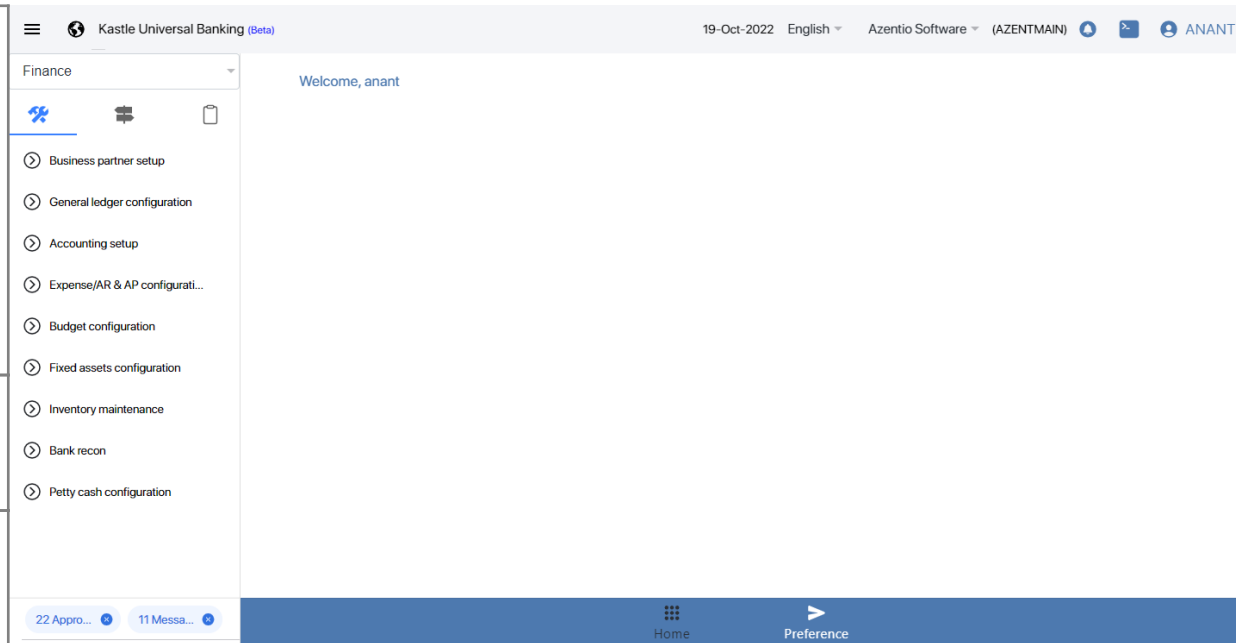 Kastle Universal Banking (Beta)
19-Oct-2022 English Azentio Software (AZENTMAIN) ANANT
Finance
Welcome, anant
Business partner setup
General ledger configuration
Accounting setup
Expense/AR & AP configurati...
Budget configuration
Fixed assets configuration
Inventory maintenance
Bank recon
Petty cash configuration
22 Appro... 11 Messa...
Home Preference